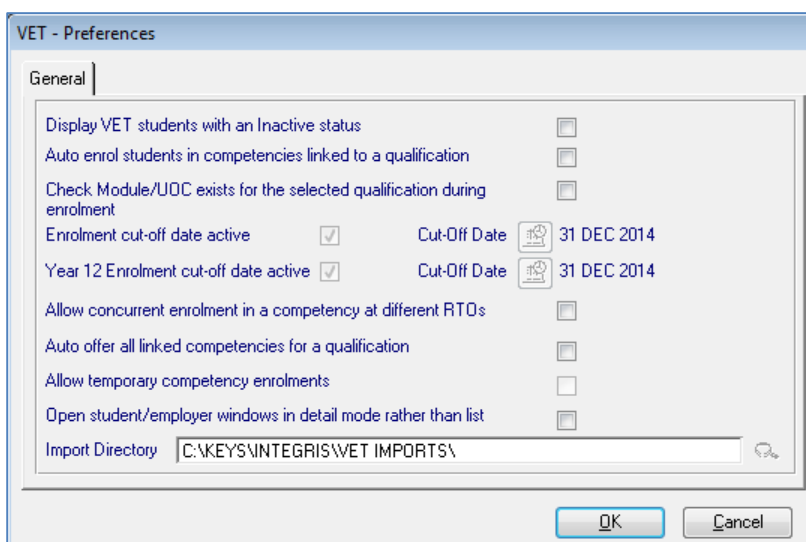 VET - Preferences
General
Display VET students with an Inactive status
Auto enrol students in competencies linked to a qualification
Check Module/UOC exists for the selected qualification during
enrolment
Enrolment cut-off date active Cut-Off Date 31 DEC 2014
Year 12 Enrolment cut-off date active Cut-Off Date 31 DEC 2014
Allow concurrent enrolment in a competency at different RTOs
Auto offer all linked competencies for a qualification
Allow temporary competency enrolments
Open student/employer windows in detail mode rather than list
Import Directory C:\KEYS\INTEGRIS\VET IMPORTS\
OK Cancel